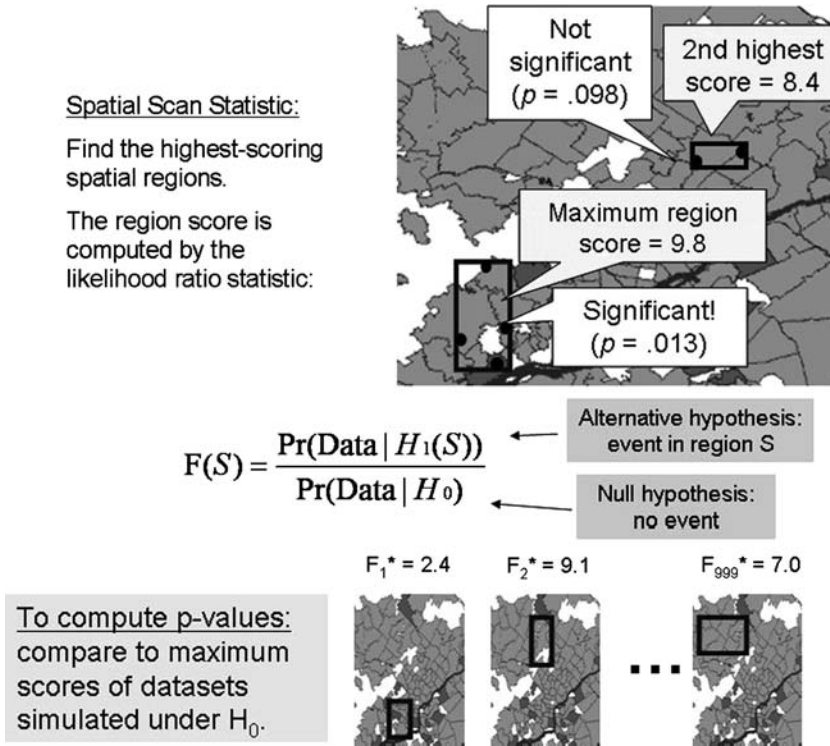 Spatial Scan Statistic:
Find the highest-scoring
spatial regions.
The region score is
computed by the
likelihood ratio statistic:
Not
significant
(p = .098)
2nd highest
score = 8.4
Maximum region
score = 9.8
Significant!
(p = .013)
F(S) = Pr(Data | H₁(S)) / Pr(Data | H₀)
Alternative hypothesis:
event in region S
Null hypothesis:
no event
To compute p-values:
compare to maximum
scores of datasets
simulated under H₀.
F₁* = 2.4
F₂* = 9.1
...
F₉₉₉* = 7.0